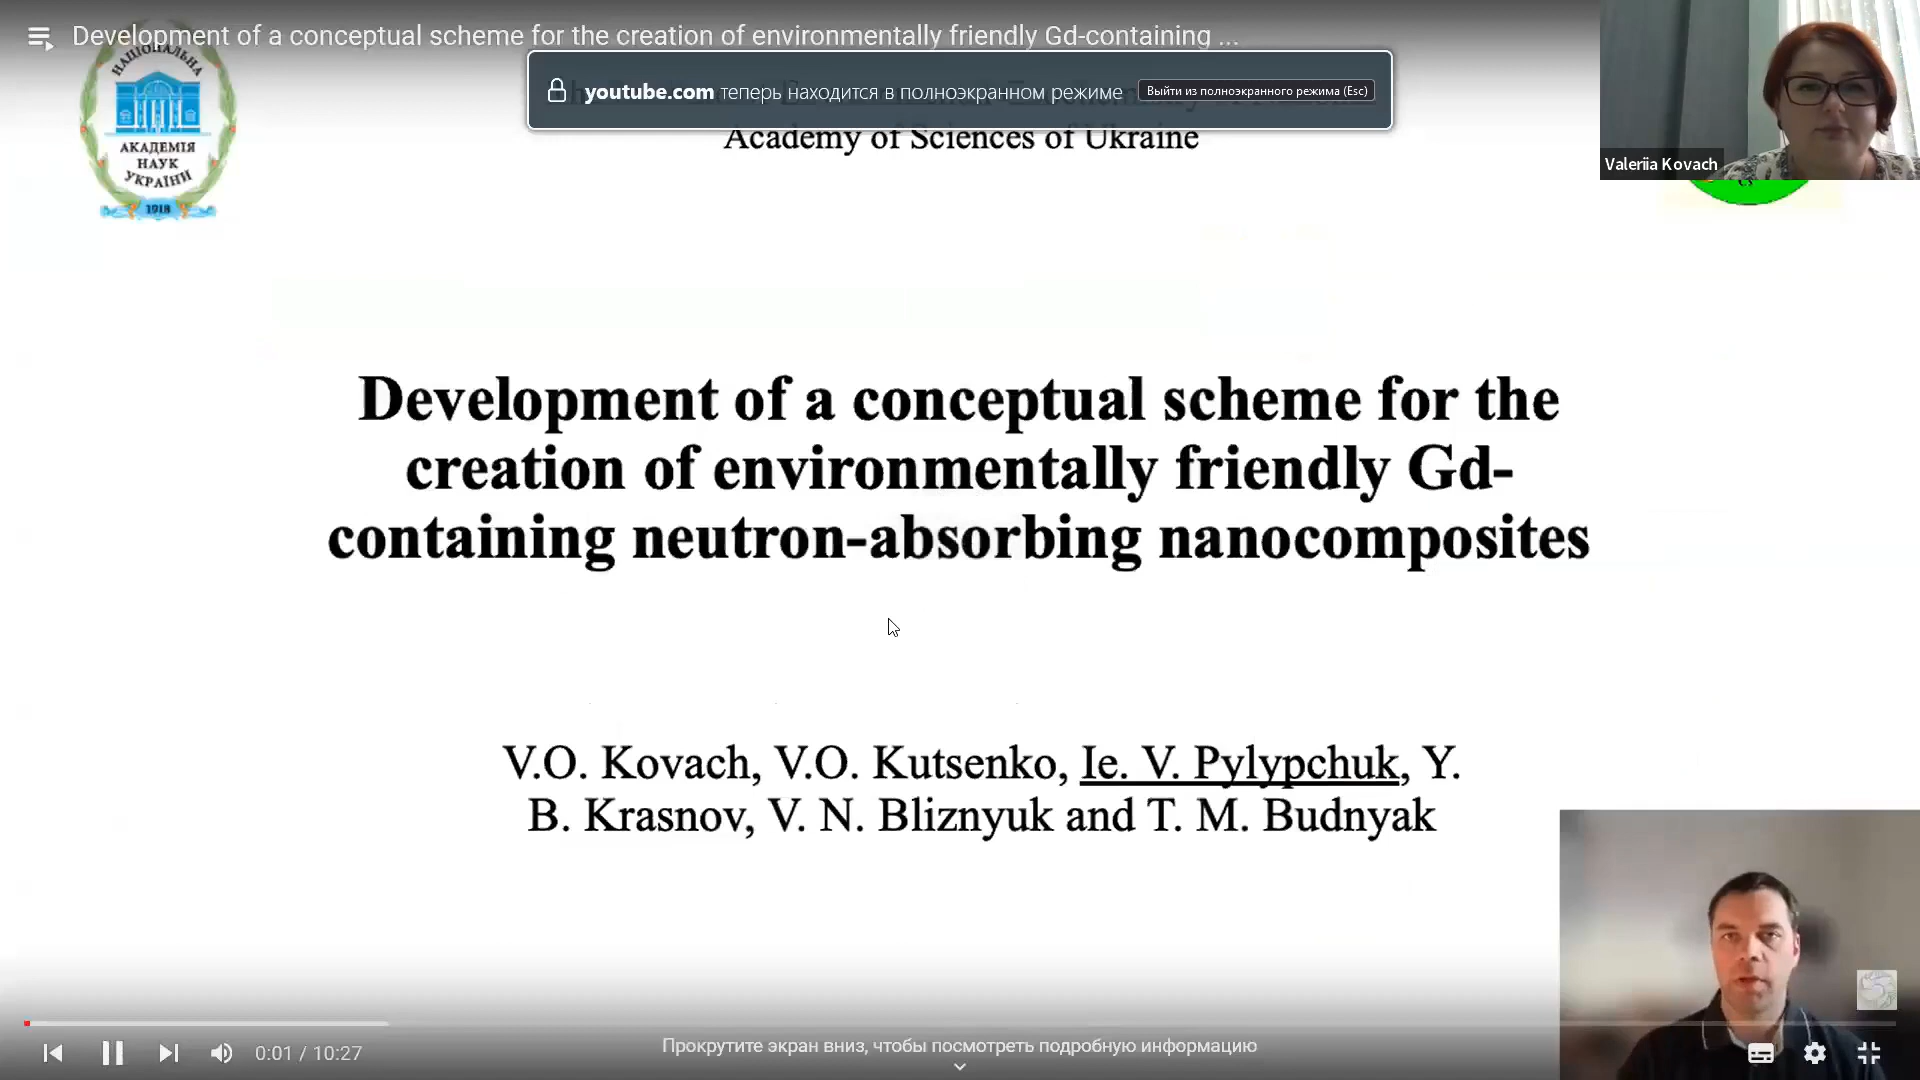 Development of a conceptual scheme for the creation of environmentally friendly Gd-containing ...
НАЦІОНАЛЬНА
АКАДЕМІЯ
НАУК
УКРАЇНИ
1918
youtube.com теперь находится в полноэкранном режиме
Выйти из полноэкранного режима (Esc)
Academy of Sciences of Ukraine
Valeriia Kovach
Cs
Development of a conceptual scheme for the
creation of environmentally friendly Gd-
containing neutron-absorbing nanocomposites
V.O. Kovach, V.O. Kutsenko, Ie. V. Pylypchuk, Y.
B. Krasnov, V. N. Bliznyuk and T. M. Budnyak
0:01 / 10:27
Прокрутите экран вниз, чтобы посмотреть подробную информацию